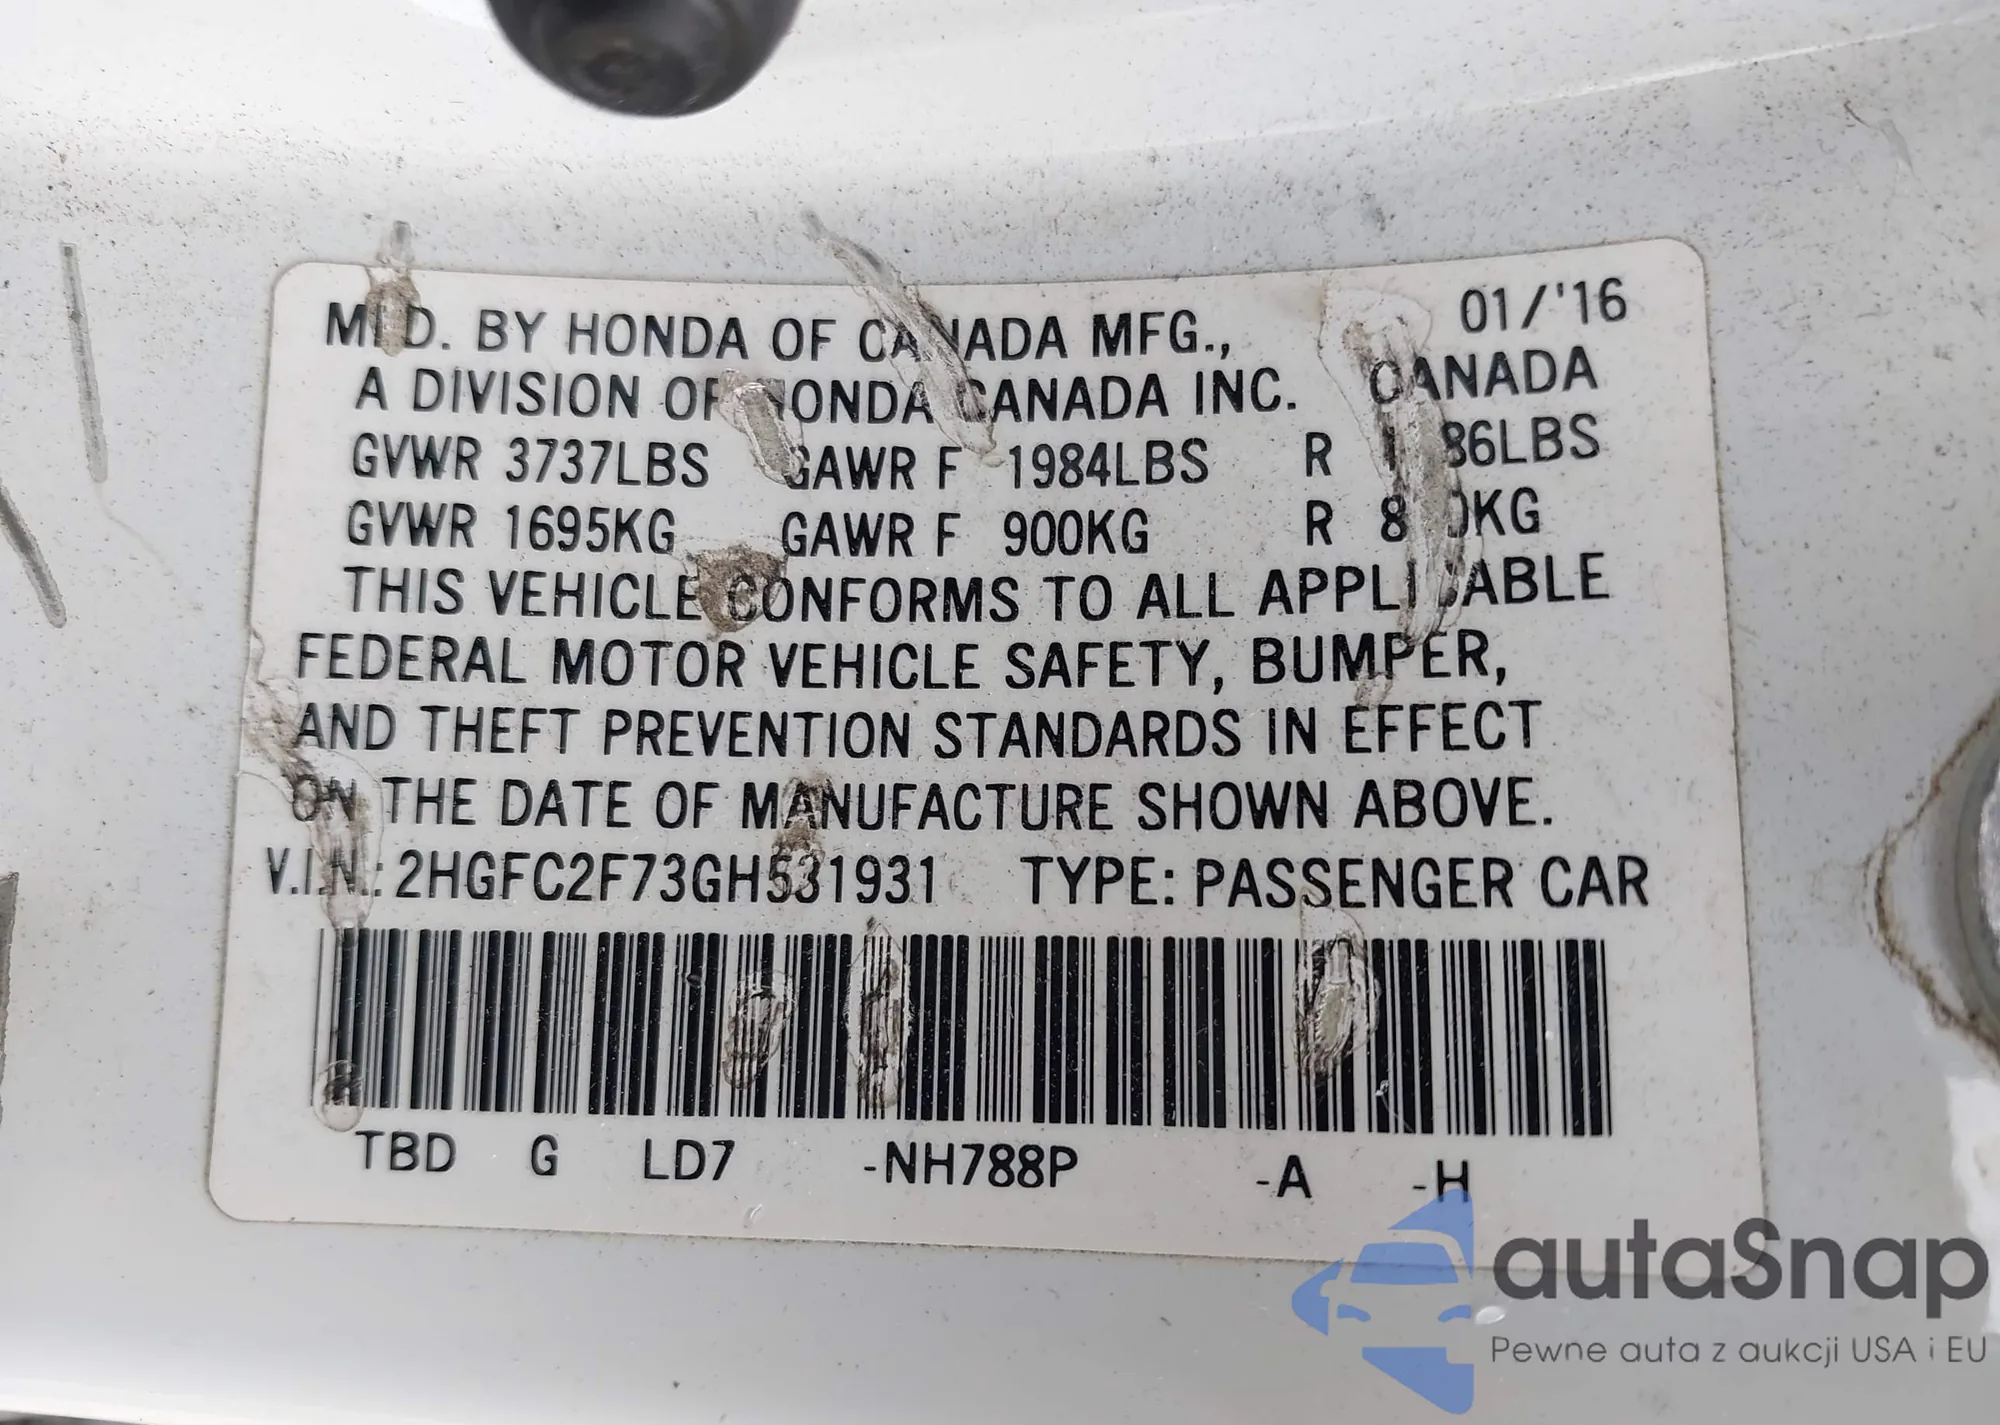 01/'16
MFD. BY HONDA OF CANADA MFG., CANADA
A DIVISION OF HONDA CANADA INC.
GVWR 3737LBS GAWR F 1984LBS R
GVWR 1695KG GAWR F 900KG R
THIS VEHICLE CONFORMS TO ALL APPLICABLE
FEDERAL MOTOR VEHICLE SAFETY, BUMPER,
AND THEFT PREVENTION STANDARDS IN EFFECT
ON THE DATE OF MANUFACTURE SHOWN ABOVE.
V.I.N.: 2HGFC2F73GH531931 TYPE: PASSENGER CAR
TBD G LD7 -NH788P -A -H
autaSnap
Pewne auta z aukcji USA i EU